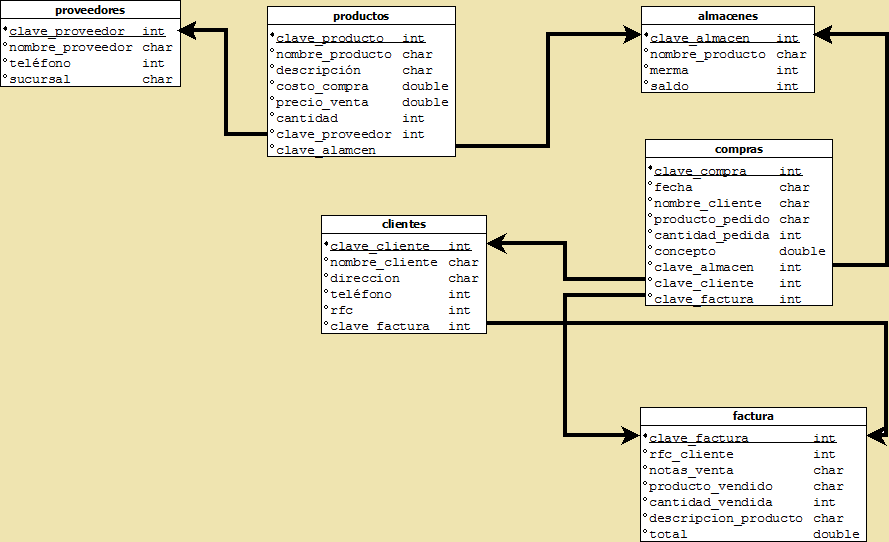 proveedores
clave_proveedor int
nombre_proveedor char
teléfono int
sucursal char
productos
clave_producto int
nombre_producto char
descripción char
costo_compra double
precio_venta double
cantidad int
clave_proveedor int
clave_alamcen
almacenes
clave_almacen int
nombre_producto char
merma int
saldo int
compras
clave_compra int
fecha char
nombre_cliente char
producto_pedido char
cantidad_pedida int
concepto double
clave_almacen int
clave_cliente int
clave_factura int
clientes
clave_cliente int
nombre_cliente char
direccion char
teléfono int
rfc int
clave_factura int
factura
clave_factura int
rfc_cliente int
notas_venta char
producto_vendido char
cantidad_vendida int
descripcion_producto char
total double